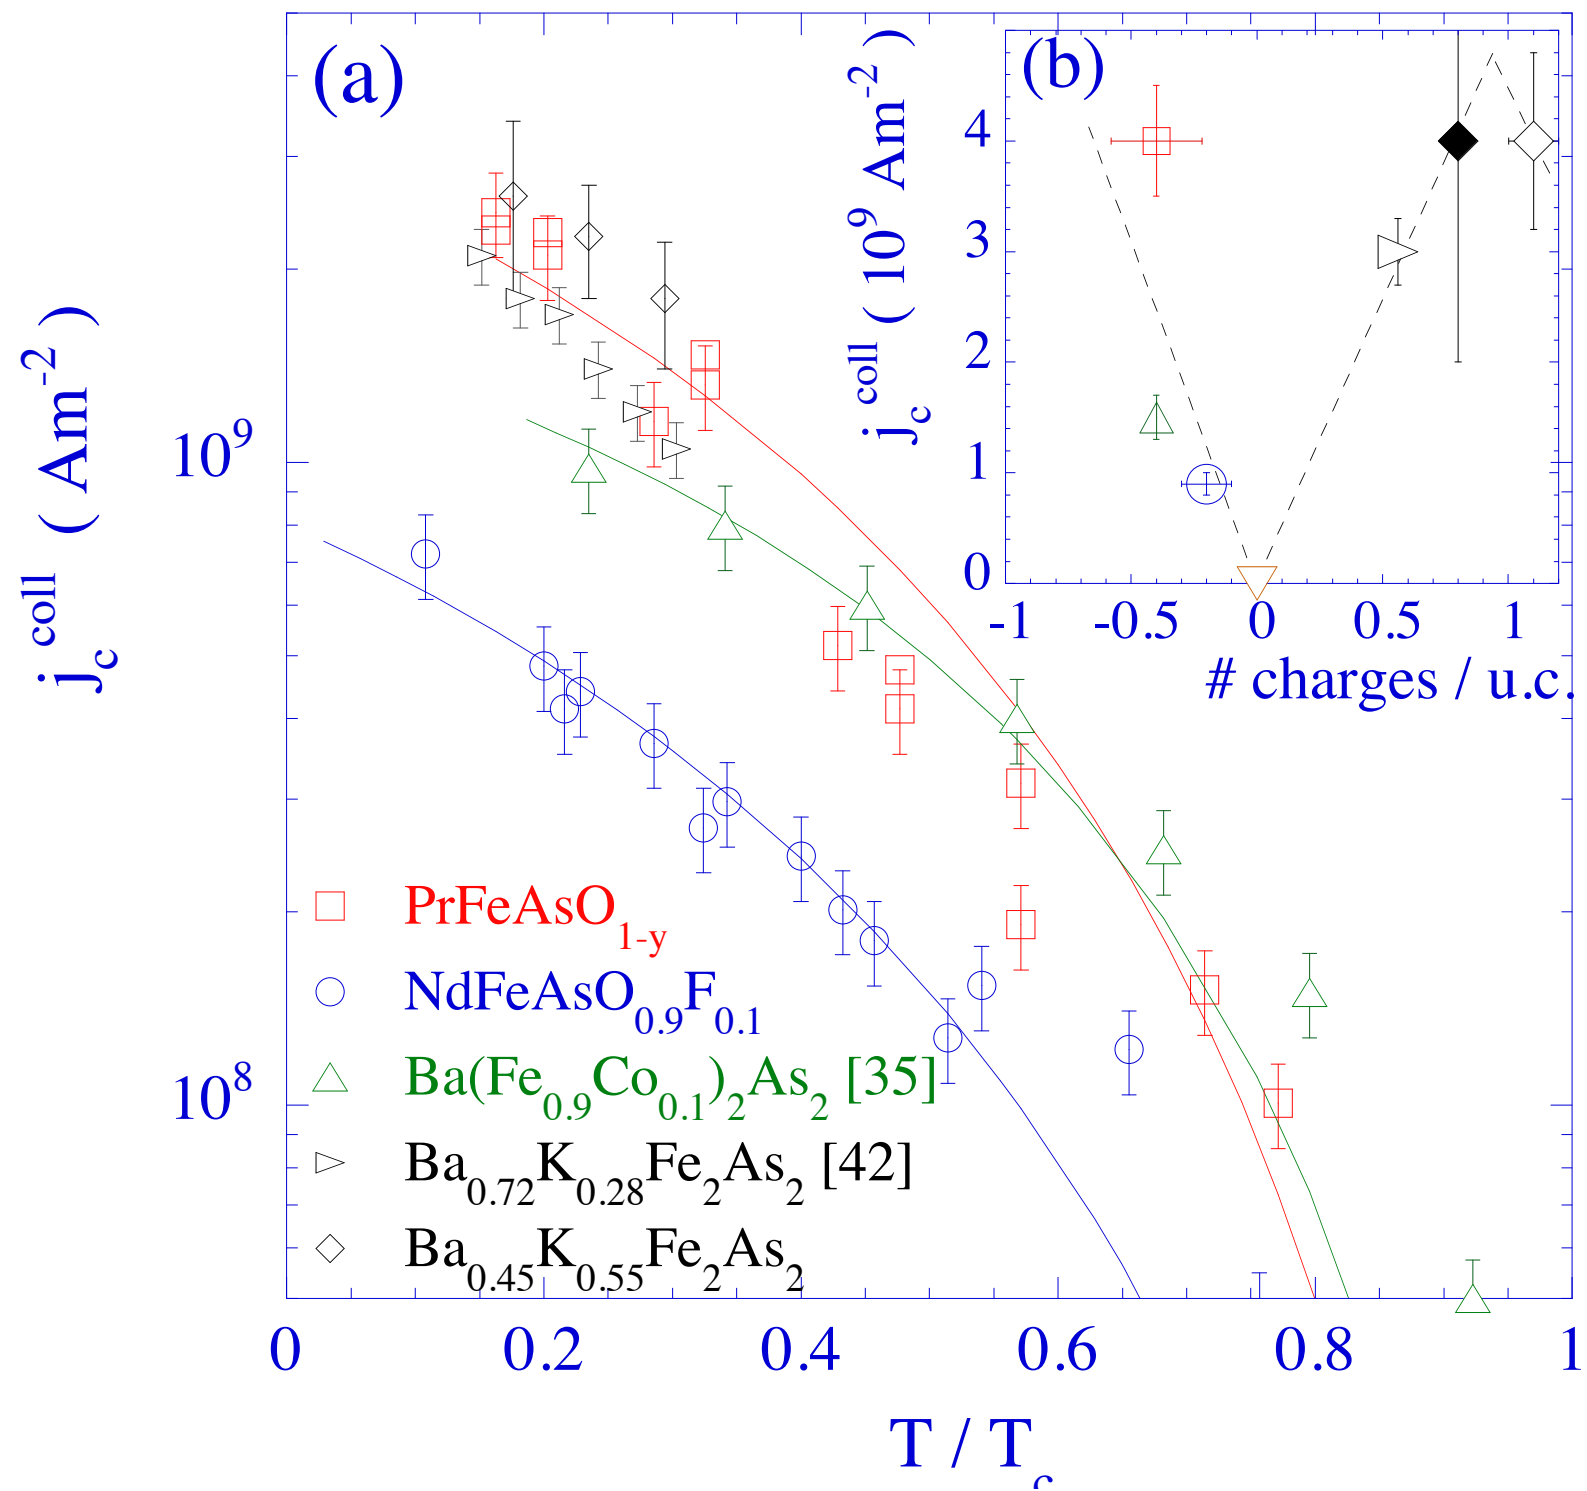 (a)
j_c^coll ( Am^-2 )
10^9
10^8
PrFeAsO_1-y
NdFeAsO_0.9F_0.1
Ba(Fe_0.9Co_0.1)_2As_2 [35]
Ba_0.72K_0.28Fe_2As_2 [42]
Ba_0.45K_0.55Fe_2As_2
0 0.2 0.4 0.6 0.8 1
T / T_c
(b)
j_c^coll ( 10^9 Am^-2 )
4
3
2
1
0
-1 -0.5 0 0.5 1
# charges / u.c.